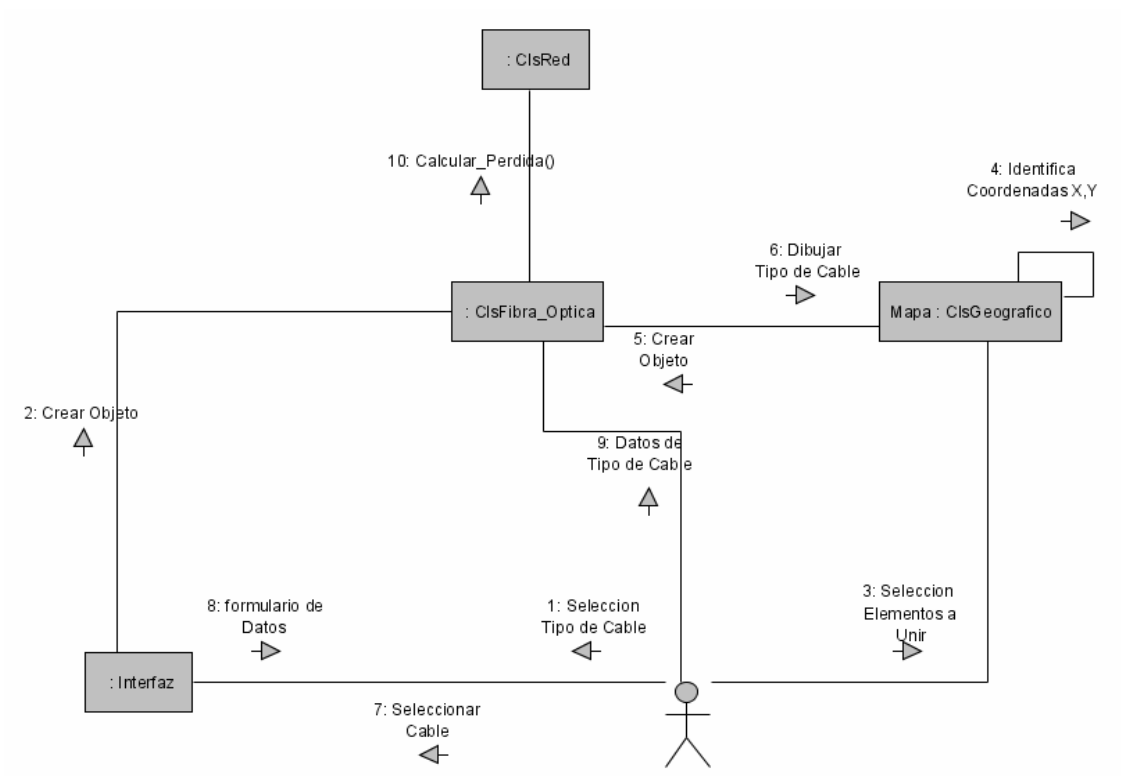 : ClsRed
10: Calcular_Perdida()
4: Identifica
Coordenadas X,Y
6: Dibujar
Tipo de Cable
: ClsFibra_Optica
Mapa : ClsGeografico
5: Crear
Objeto
2: Crear Objeto
9: Datos de
Tipo de Cable
8: formulario de
Datos
1: Seleccion
Tipo de Cable
3: Seleccion
Elementos a
Unir
: Interfaz
7: Seleccionar
Cable